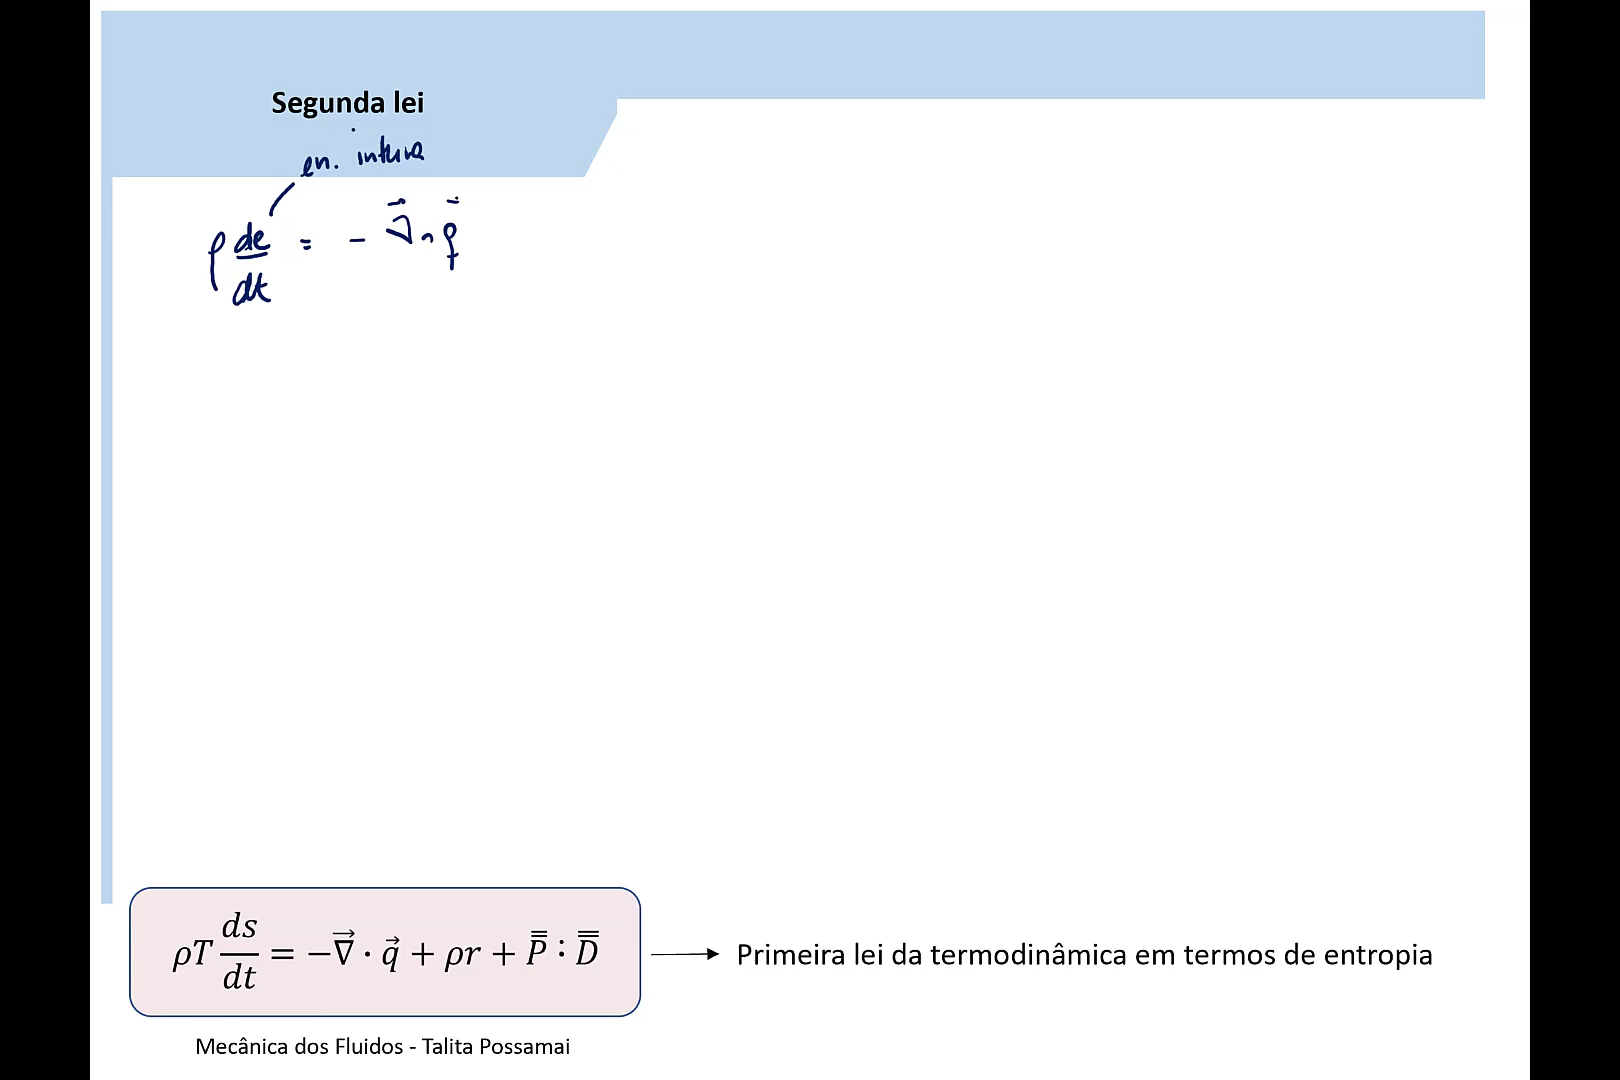 Segunda lei
en. interna
ρ de/dt = - ∇⃗ · q⃗
ρT ds/dt = −∇⃗ · q⃗ + ρr + P̿ : D̿ → Primeira lei da termodinâmica em termos de entropia
Mecânica dos Fluidos - Talita Possamai